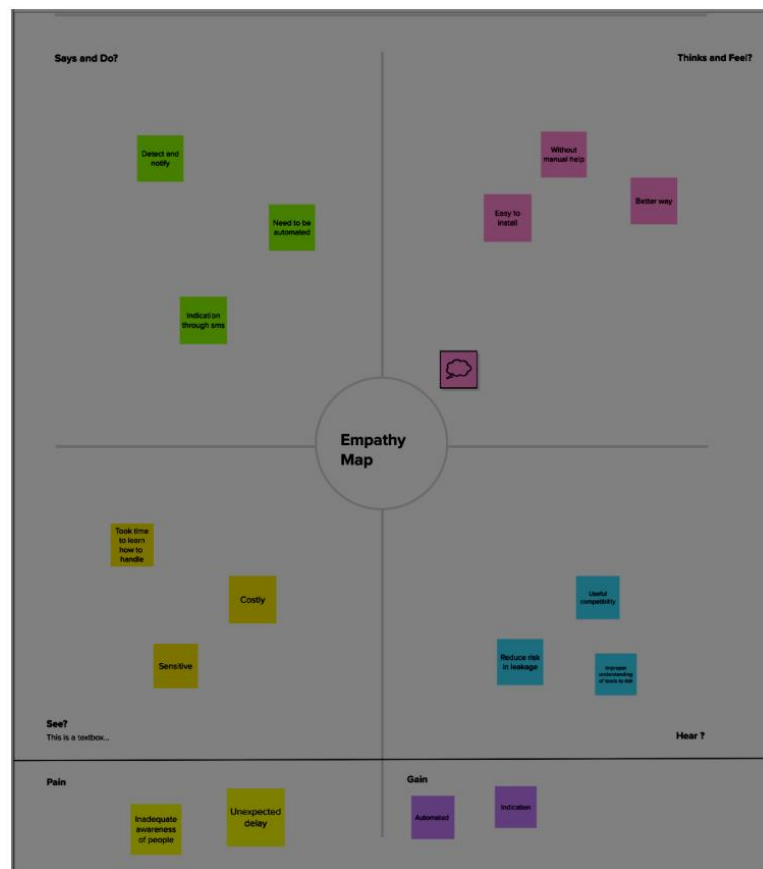 Says and Do?
Thinks and Feel?
Detect and
notify
Need to be
automated
Indication
through sms
Without
manual help
Better way
Easy to
install
Empathy
Map
Took time
to learn
how to
handle
Costly
Sensitive
See?
This is a textbox...
Useful
compatibility
Reduce risk
in leakage
Improper
understanding
Hear ?
Pain
Inadequate
awareness
of people
Unexpected
delay
Gain
Automated
Indication